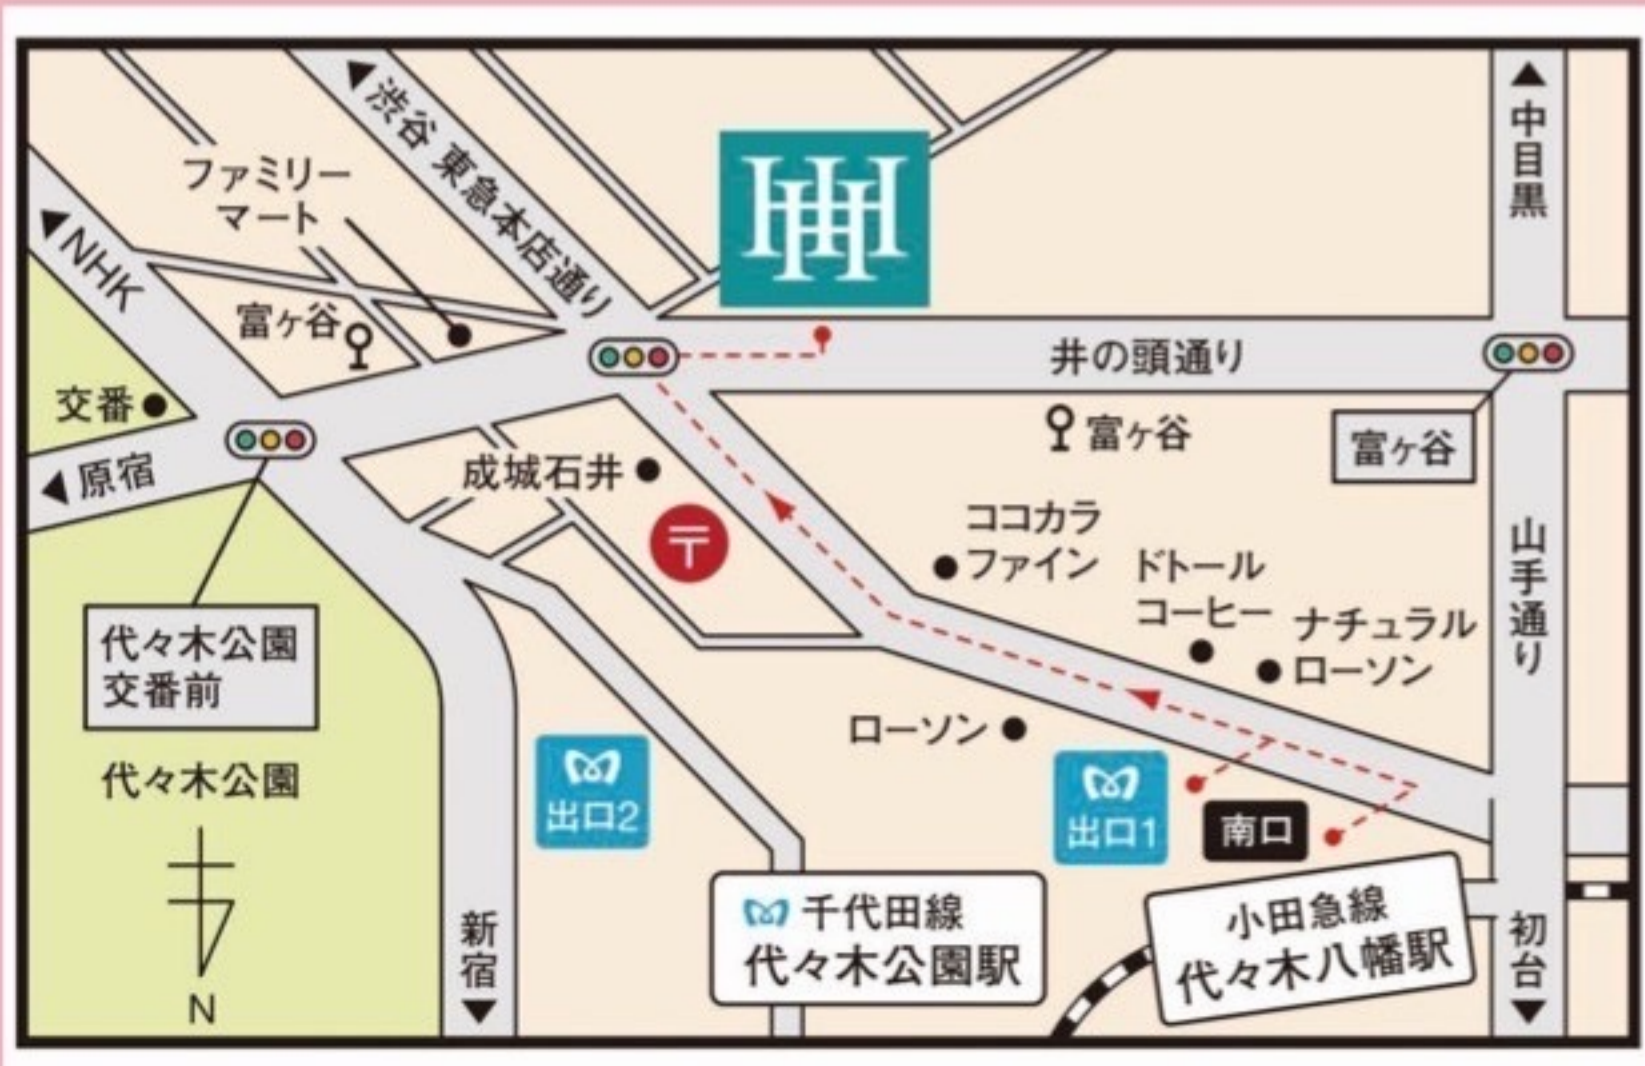 渋谷 東急本店通り
中目黒
ファミリー
マート
NHK
富ヶ谷
交番
原宿
井の頭通り
富ヶ谷
富ヶ谷
成城石井
〒
ココカラ
ファイン
ドトール
コーヒー
ナチュラル
ローソン
山手通り
代々木公園
交番前
代々木公園
ローソン
出口2
出口1
南口
千代田線
代々木公園駅
小田急線
代々木八幡駅
新宿
初台
N